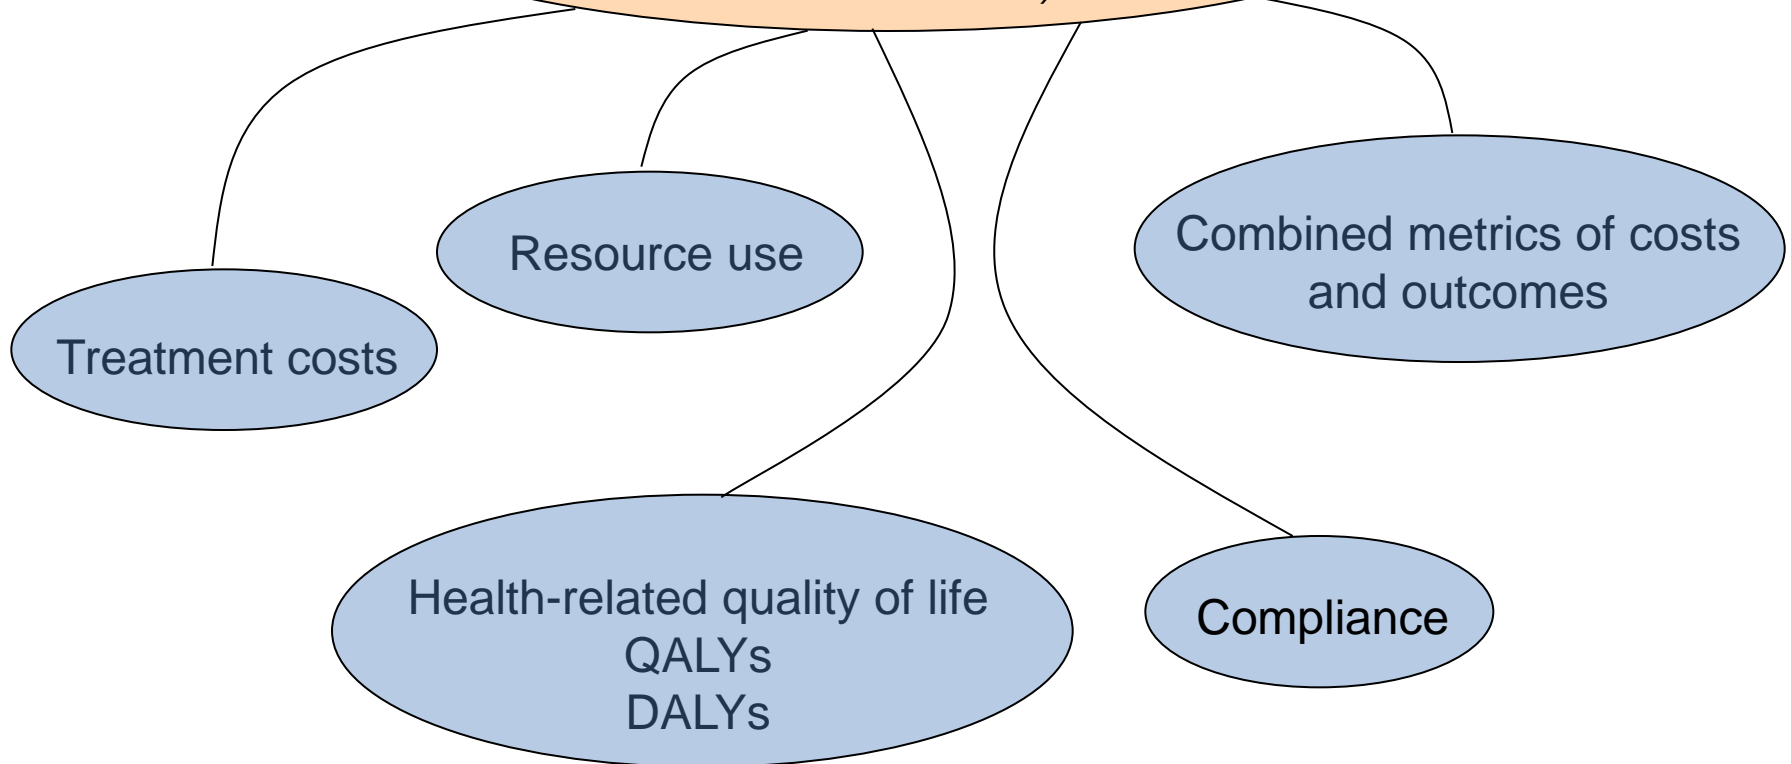 Resource use
Combined metrics of costs
and outcomes
Treatment costs
Health-related quality of life
QALYs
DALYs
Compliance